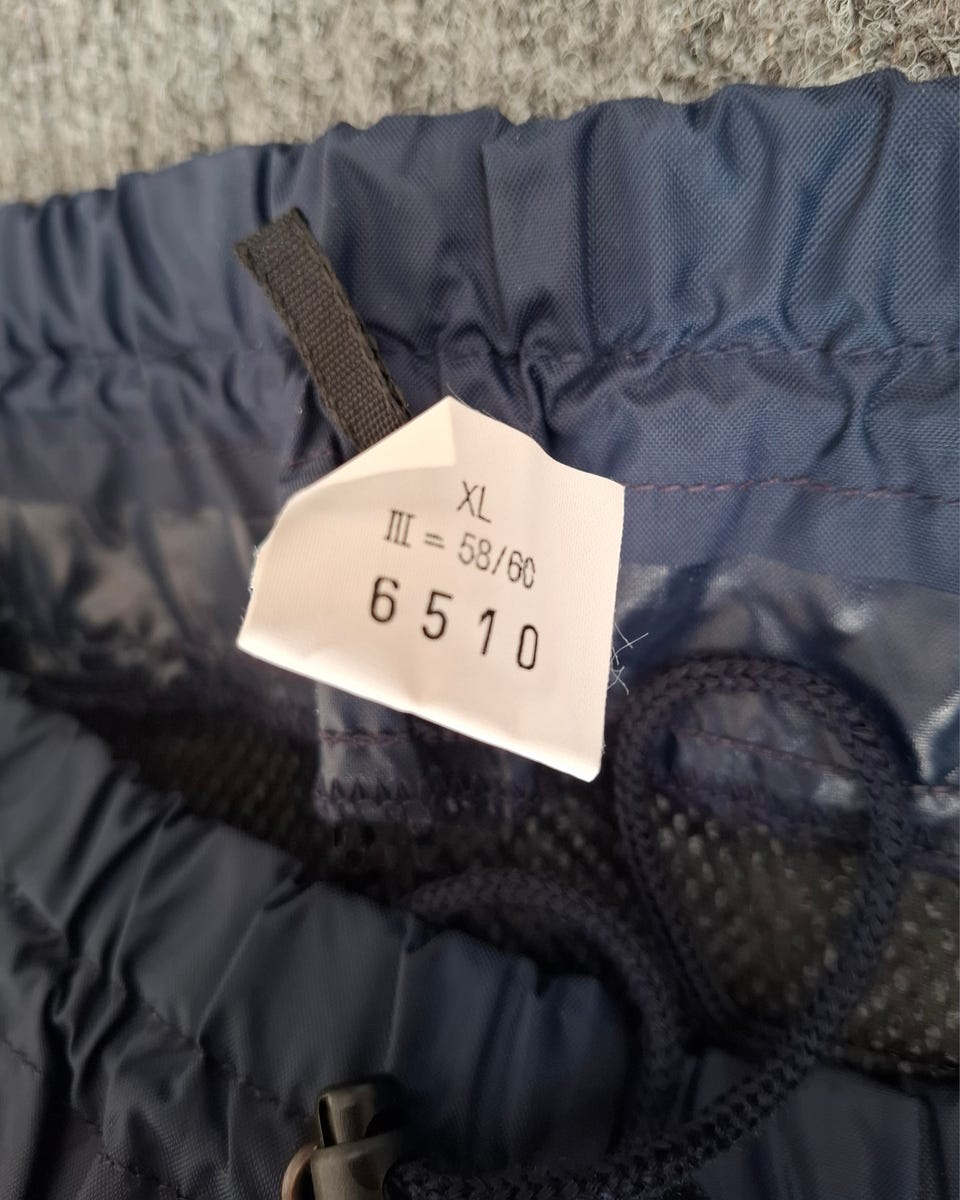 XL
III = 58/60
6510